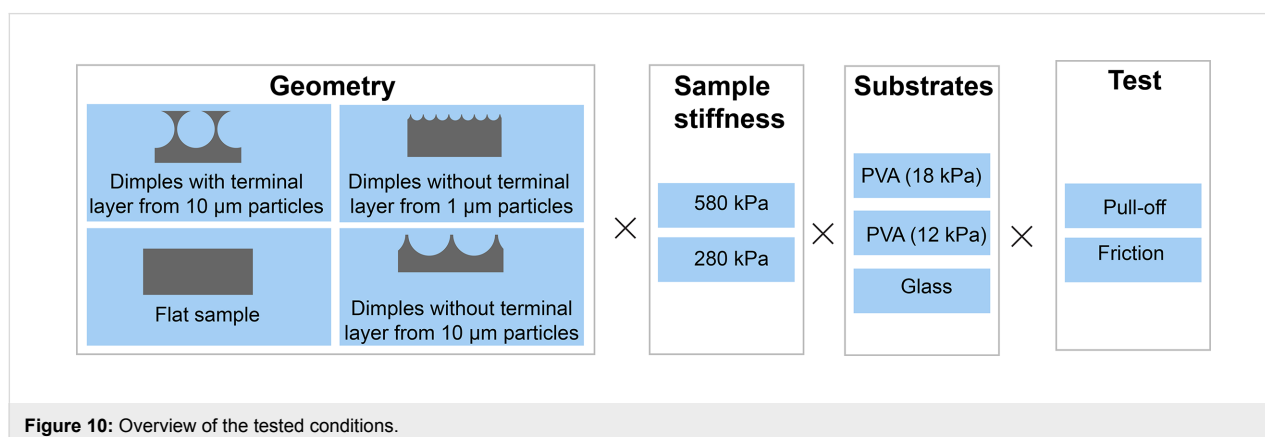 Geometry
Dimples with terminal
layer from 10 µm particles
Dimples without terminal
layer from 1 µm particles
Flat sample
Dimples without terminal
layer from 10 µm particles
×
Sample
stiffness
580 kPa
280 kPa
×
Substrates
PVA (18 kPa)
PVA (12 kPa)
Glass
×
Test
Pull-off
Friction
Figure 10: Overview of the tested conditions.